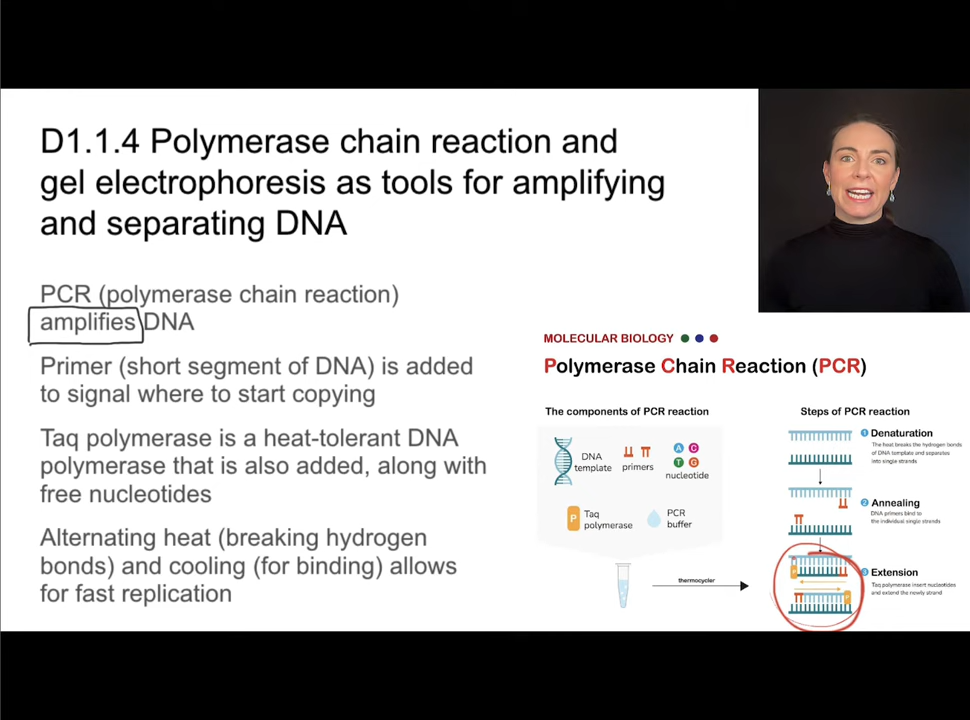 D1.1.4 Polymerase chain reaction and
gel electrophoresis as tools for amplifying
and separating DNA
PCR (polymerase chain reaction)
amplifies DNA
Primer (short segment of DNA) is added
to signal where to start copying
Taq polymerase is a heat-tolerant DNA
polymerase that is also added, along with
free nucleotides
Alternating heat (breaking hydrogen
bonds) and cooling (for binding) allows
for fast replication
MOLECULAR BIOLOGY
Polymerase Chain Reaction (PCR)
The components of PCR reaction
DNA
template
primers
A C
T G
nucleotide
P
Taq
polymerase
PCR
buffer
thermocycler
Steps of PCR reaction
1 Denaturation
The heat breaks the hydrogen bonds
of DNA template and separates
into single strands
2 Annealing
DNA primers bind to
the individual single strands
3 Extension
Taq polymerase insert nucleotides
and extend the newly strand
P
P